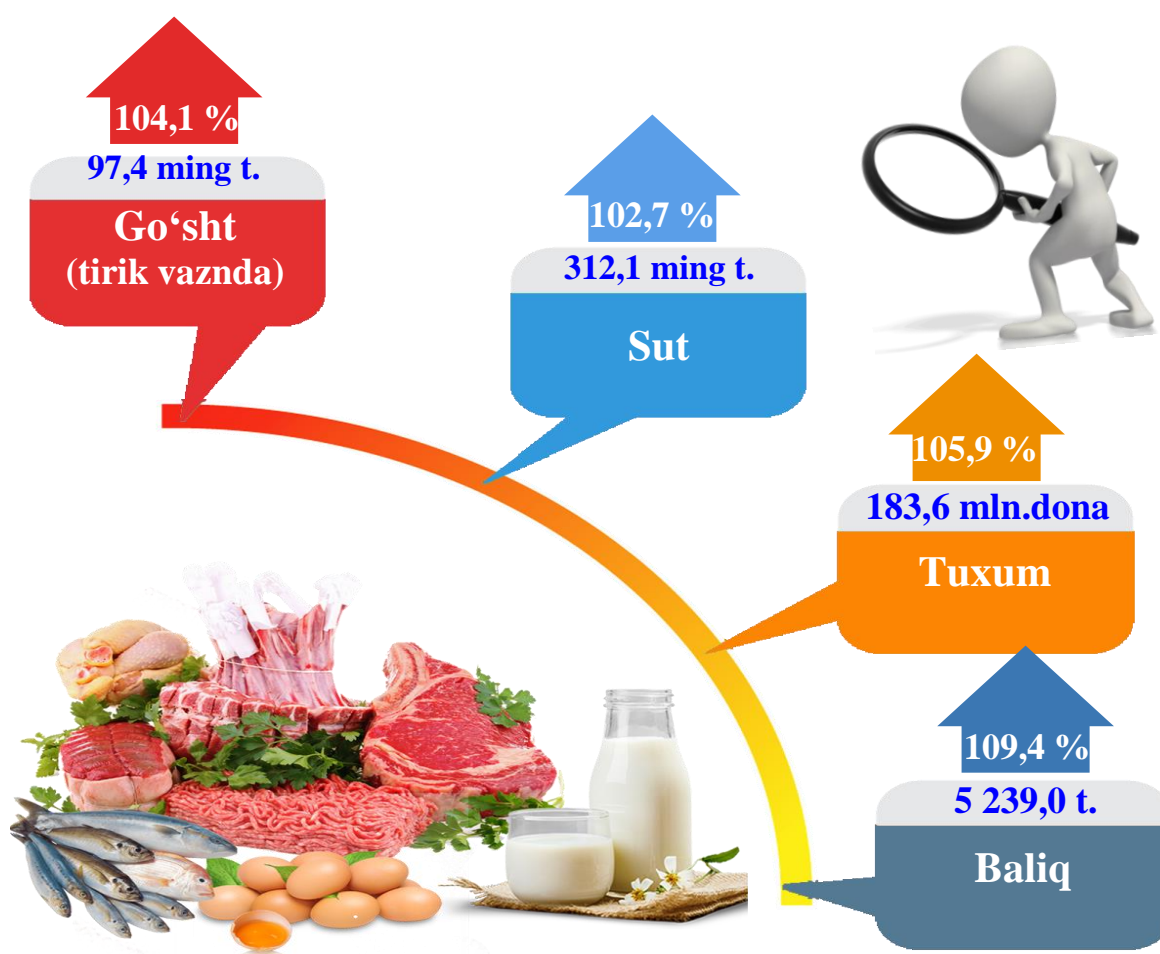 104,1 %
97,4 ming t.
Go‘sht
(tirik vaznda)
102,7 %
312,1 ming t.
Sut
105,9 %
183,6 mln.dona
Tuxum
109,4 %
5 239,0 t.
Baliq